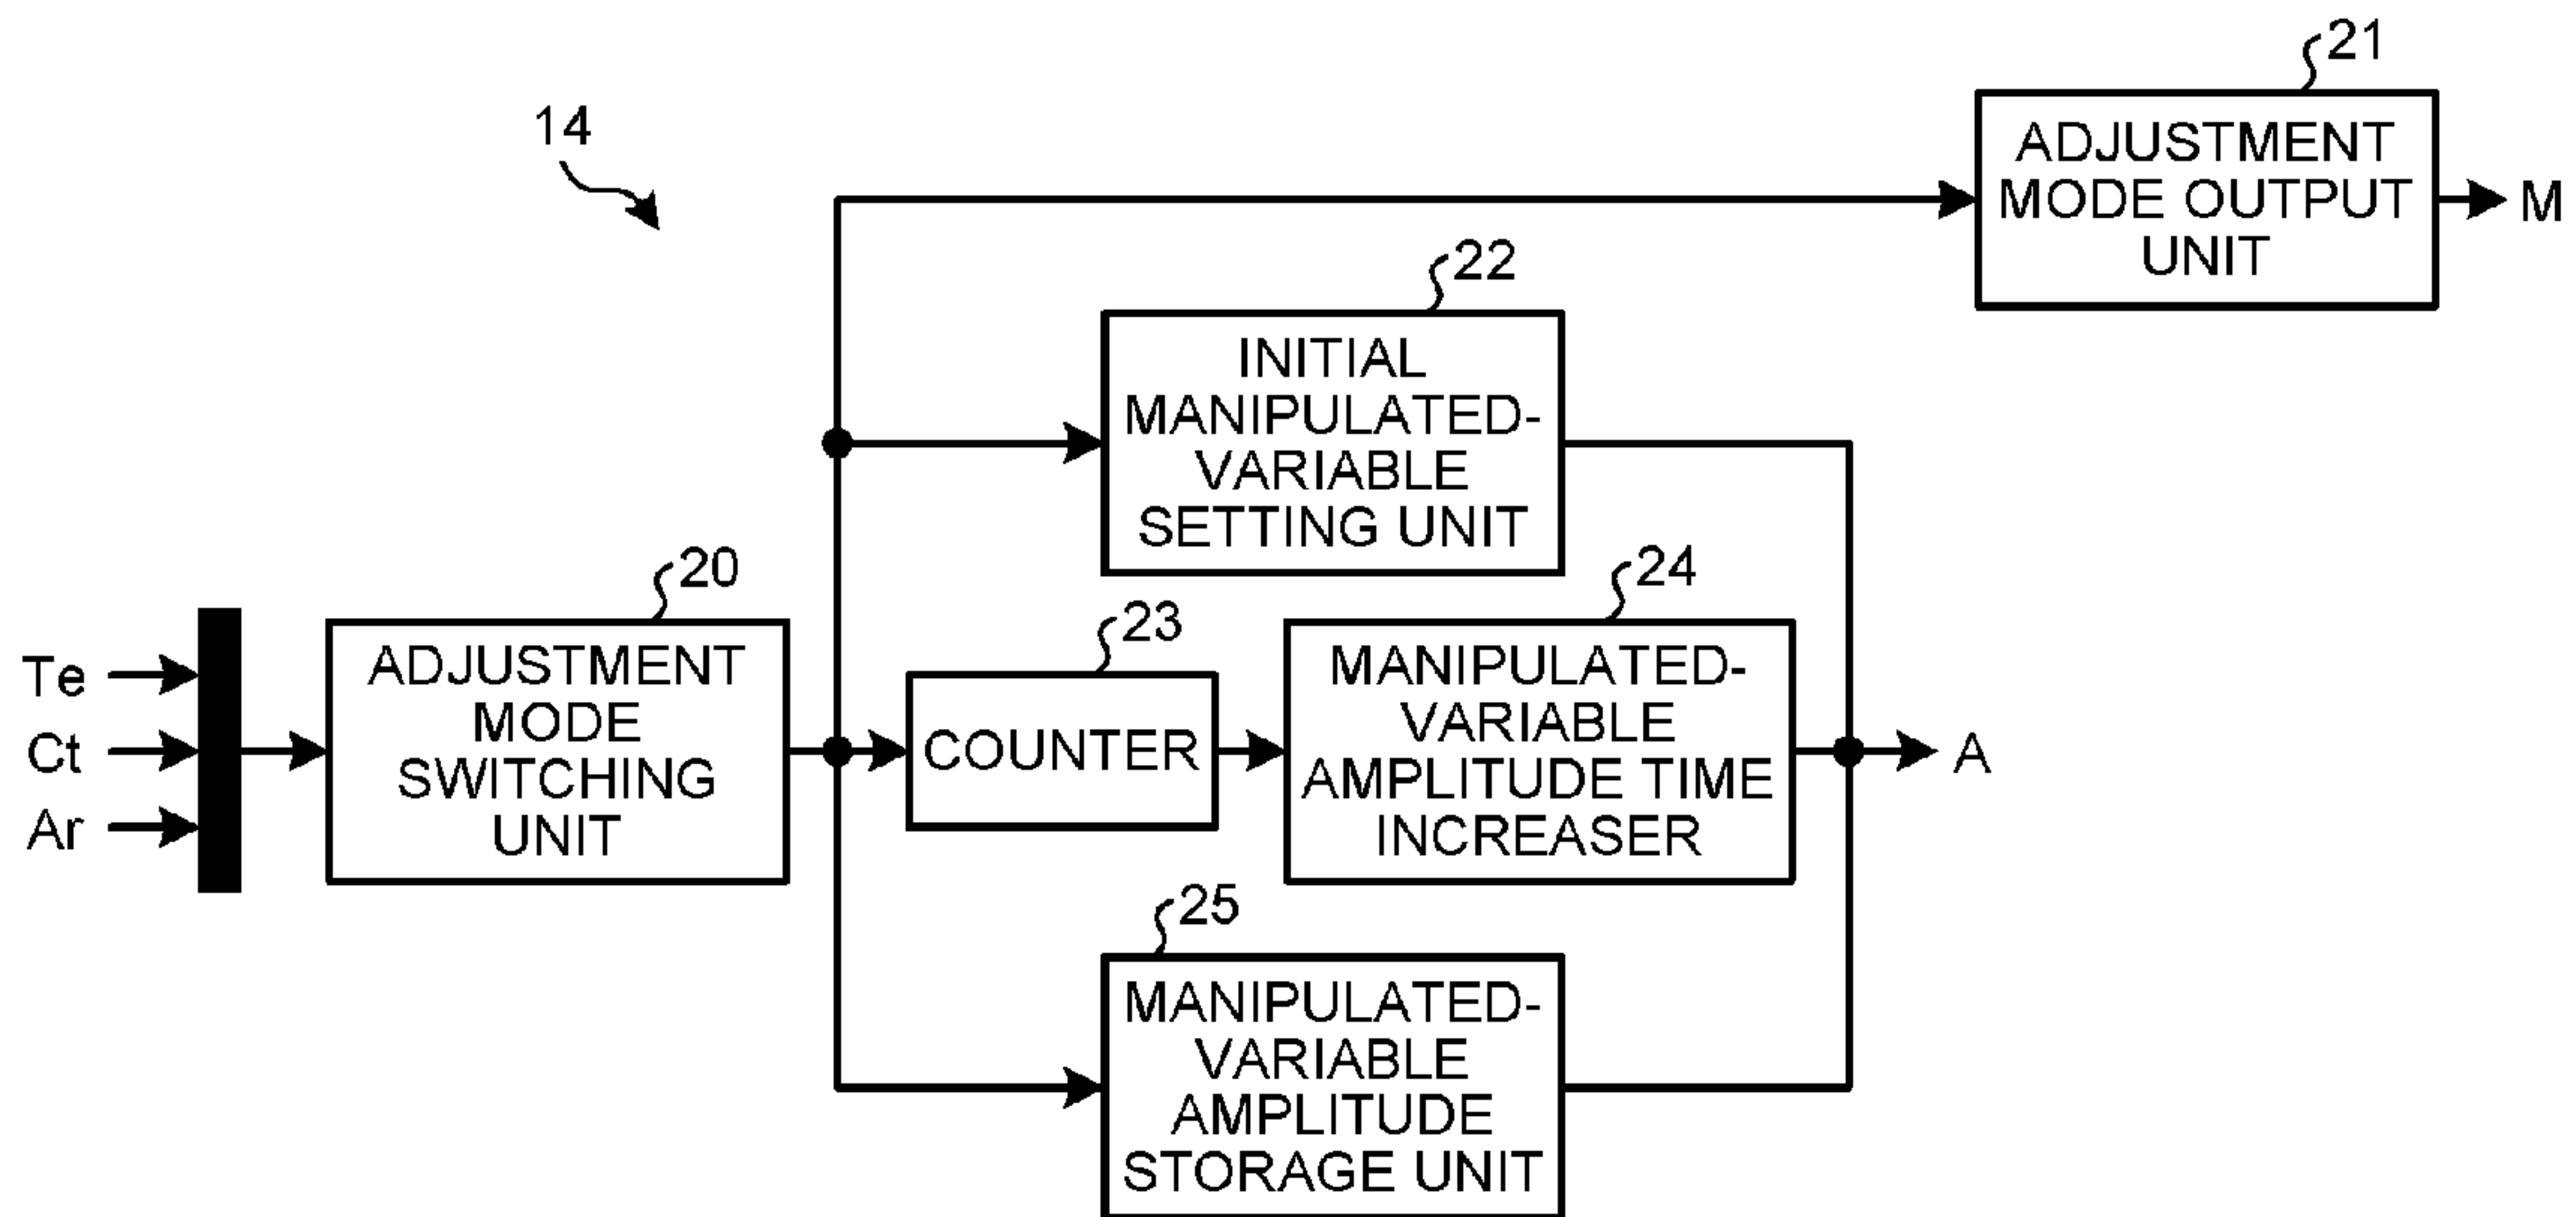 14
21
ADJUSTMENT
MODE OUTPUT
UNIT
M
22
INITIAL
MANIPULATED-
VARIABLE
SETTING UNIT
20
ADJUSTMENT
MODE
SWITCHING
UNIT
Te
Ct
Ar
23
COUNTER
24
MANIPULATED-
VARIABLE
AMPLITUDE TIME
INCREASER
A
25
MANIPULATED-
VARIABLE
AMPLITUDE
STORAGE UNIT